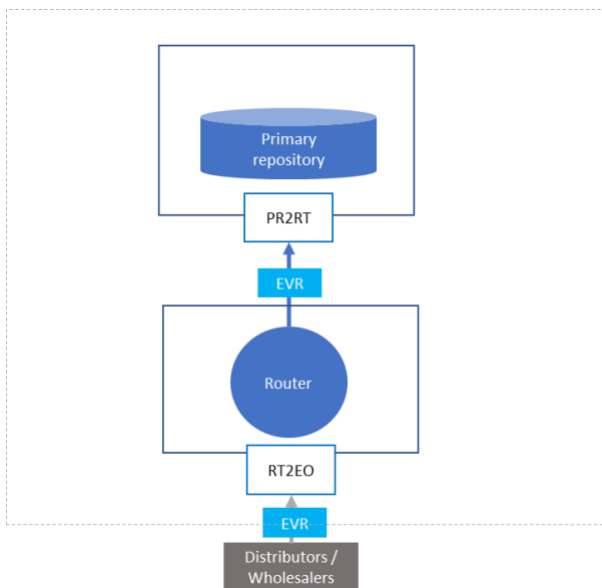 Primary
repository
PR2RT
EVR
Router
RT2EO
EVR
Distributors /
Wholesalers